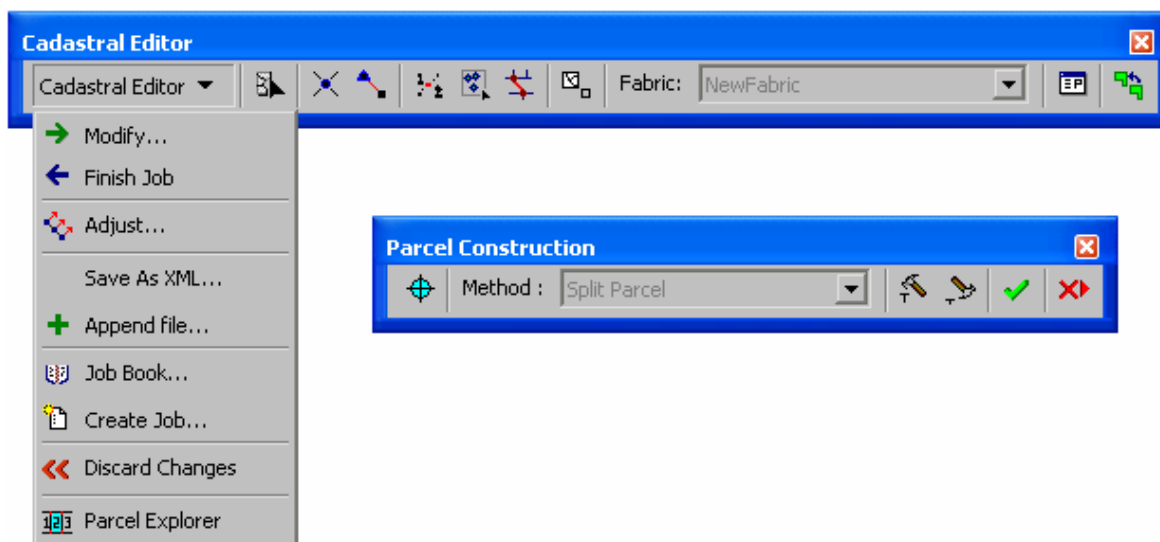 Cadastral Editor
Cadastral Editor Fabric: NewFabric
Modify...
Finish Job
Adjust...
Save As XML...
Append file...
Job Book...
Create Job...
Discard Changes
Parcel Explorer
Parcel Construction
Method : Split Parcel